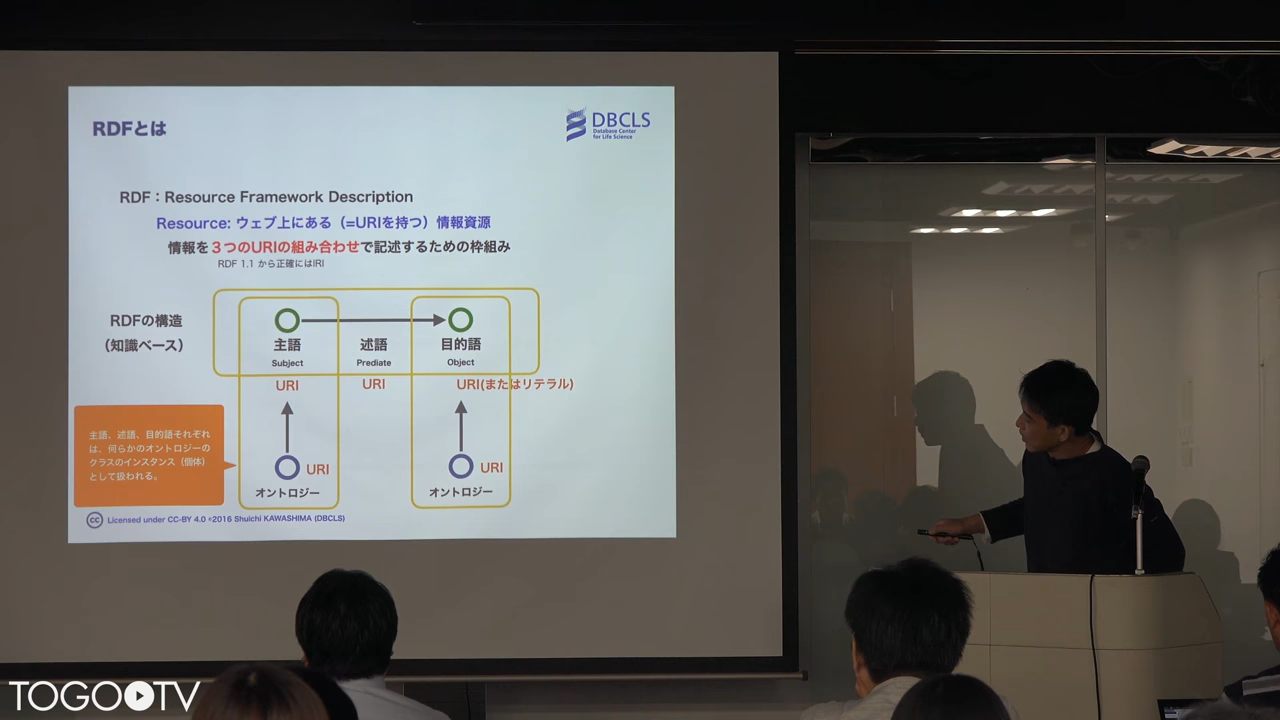 RDFとは
DBCLS
Database Center
for Life Science
RDF：Resource Framework Description
Resource: ウェブ上にある（=URIを持つ）情報資源
情報を３つのURIの組み合わせで記述するための枠組み
RDF 1.1 から正確にはIRI
RDFの構造
（知識ベース）
主語
述語
目的語
Subject
Prediate
Object
URI
URI
URI(またはリテラル)
主語、述語、目的語それぞれ
は、何らかのオントロジーの
クラスのインスタンス（個体）
として扱われる。
URI
URI
オントロジー
オントロジー
cc Licensed under CC-BY 4.0 ©2016 Shuichi KAWASHIMA (DBCLS)
TOGO TV